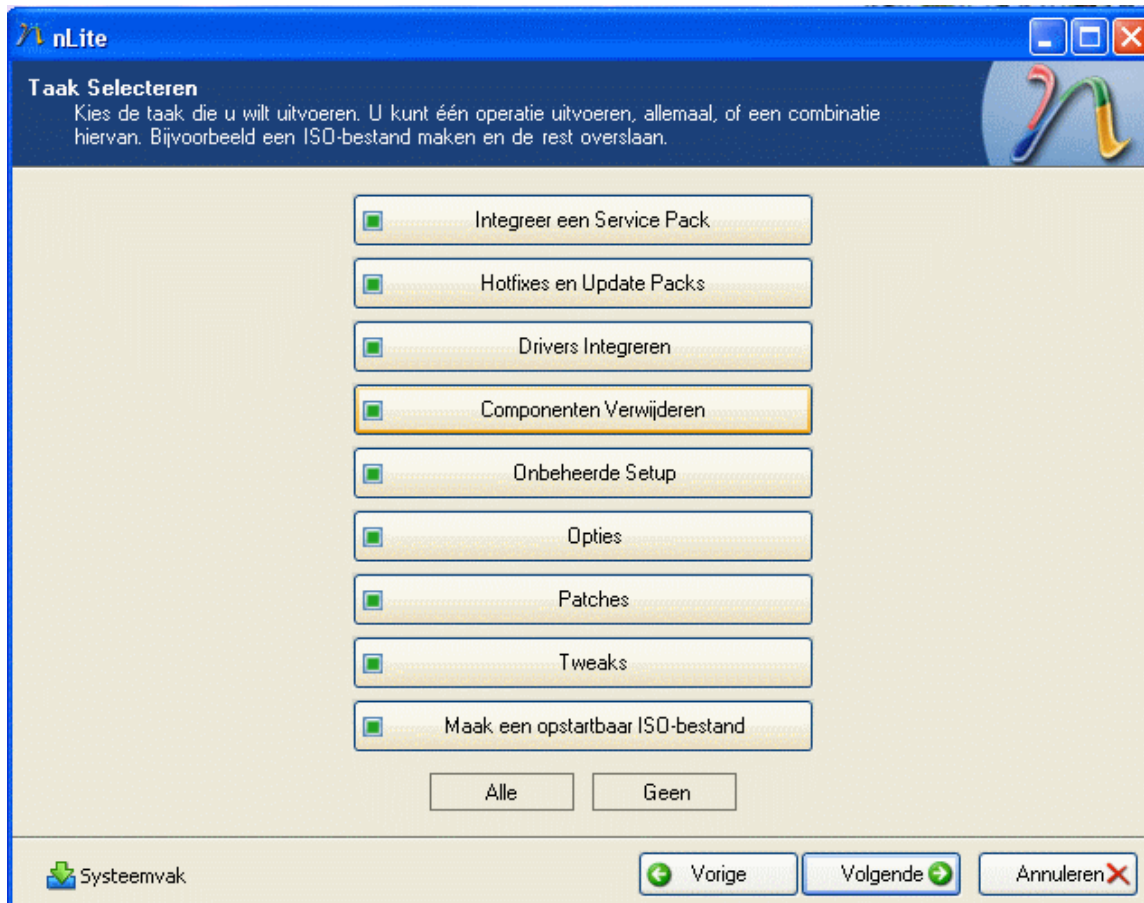 nLite
Taak Selecteren
Kies de taak die u wilt uitvoeren. U kunt één operatie uitvoeren, allemaal, of een combinatie
hiervan. Bijvoorbeeld een ISO-bestand maken en de rest overslaan.
Integreer een Service Pack
Hotfixes en Update Packs
Drivers Integreren
Componenten Verwijderen
Onbeheerde Setup
Opties
Patches
Tweaks
Maak een opstartbaar ISO-bestand
Alle
Geen
Systeemvak
Vorige
Volgende
Annuleren